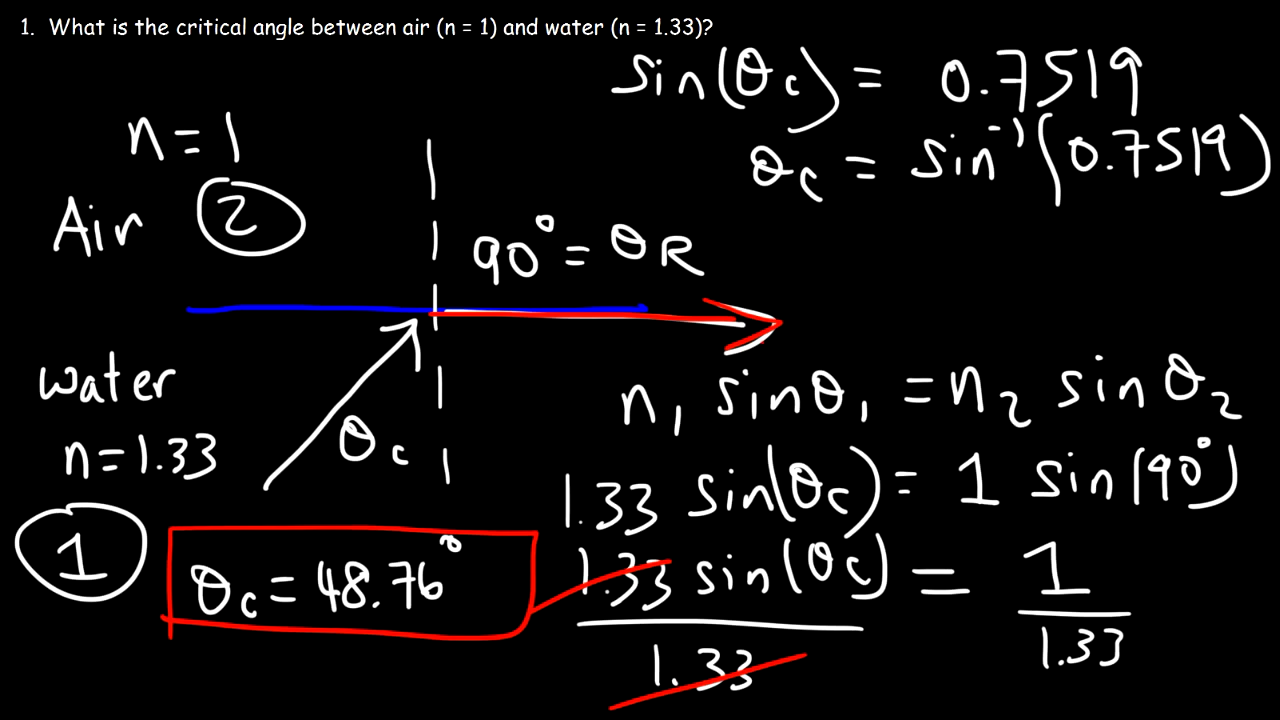 1. What is the critical angle between air (n = 1) and water (n = 1.33)?
sin(θc) = 0.7519
θc = sin⁻¹(0.7519)
n = 1
Air 2
90° = θR
water
n = 1.33
θc
1
θc = 48.76°
n₁ sinθ₁ = n₂ sinθ₂
1.33 sin(θc) = 1 sin(90°)
1.33 sin(θc) = 1
1.33 1.33